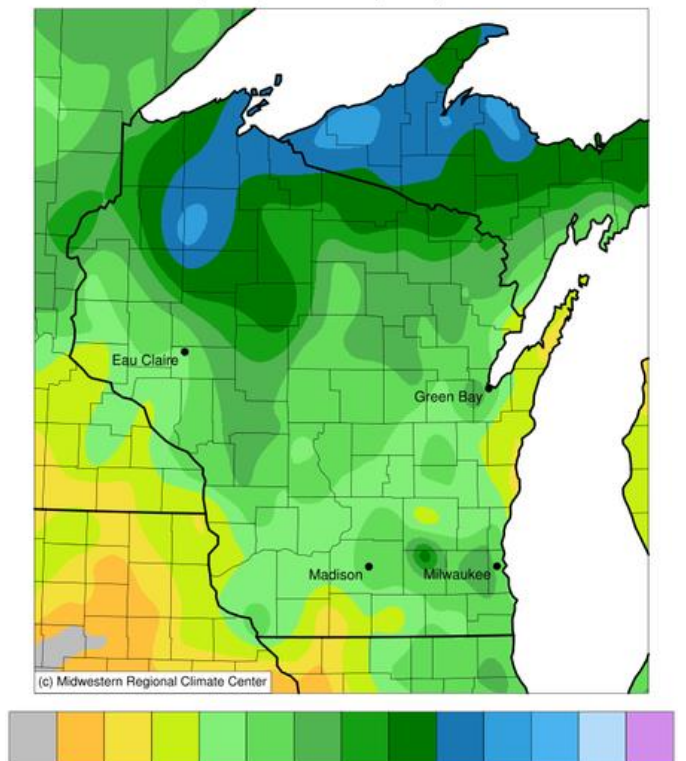 Eau Claire
Green Bay
Madison
Milwaukee
(c) Midwestern Regional Climate Center